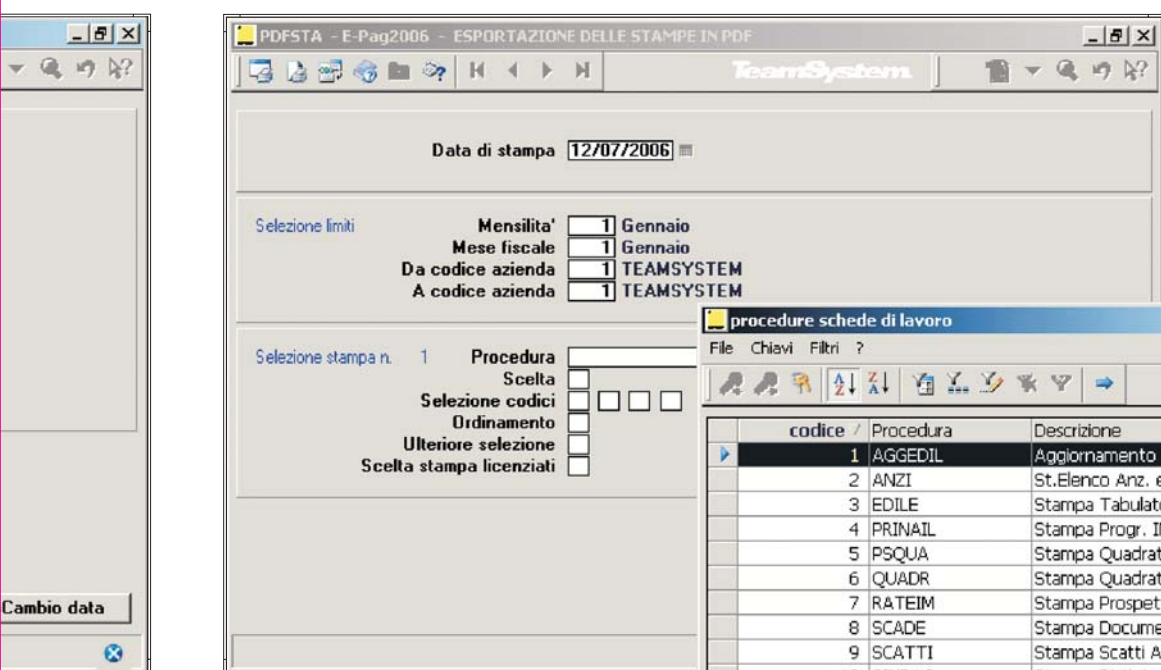 PDFSTA - E-Pag2006 - ESPORTAZIONE DELLE STAMPE IN PDF
TeamSystem
Data di stampa 12/07/2006
Selezione limiti Mensilita' 1 Gennaio
Mese fiscale 1 Gennaio
Da codice azienda 1 TEAMSYSTEM
A codice azienda 1 TEAMSYSTEM
Selezione stampa n. 1 Procedura
Scelta
Selezione codici
Ordinamento
Ulteriore selezione
Scelta stampa licenziati
procedure schede di lavoro
File Chiavi Filtri ?
codice Procedura Descrizione
1 AGGEDIL Aggiornamento
2 ANZI St.Elenco Anz. e
3 EDILE Stampa Tabulat
4 PRINAIL Stampa Progr. I
5 PSQUA Stampa Quadrat
6 QUADR Stampa Quadrat
7 RATEIM Stampa Prospet
8 SCADE Stampa Docume
9 SCATTI Stampa Scatti A
Cambio data